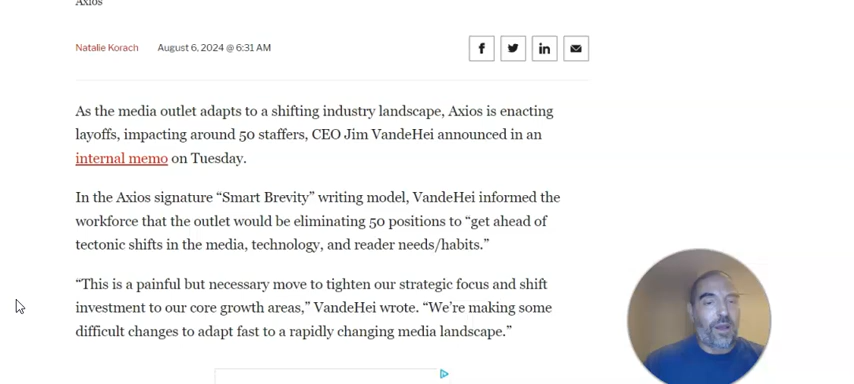 Axios
Natalie Korach August 6, 2024 @ 6:31 AM
As the media outlet adapts to a shifting industry landscape, Axios is enacting
layoffs, impacting around 50 staffers, CEO Jim VandeHei announced in an
internal memo on Tuesday.
In the Axios signature “Smart Brevity” writing model, VandeHei informed the
workforce that the outlet would be eliminating 50 positions to “get ahead of
tectonic shifts in the media, technology, and reader needs/habits.”
“This is a painful but necessary move to tighten our strategic focus and shift
investment to our core growth areas,” VandeHei wrote. “We’re making some
difficult changes to adapt fast to a rapidly changing media landscape.”